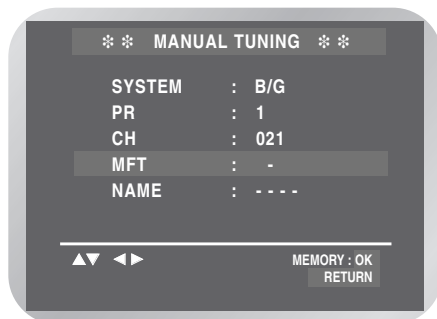 ❇❇ MANUAL TUNING ❇❇
SYSTEM : B/G
PR : 1
CH : 021
MFT : -
NAME : - - - -
▲▼ ◀▶ MEMORY : OK
RETURN